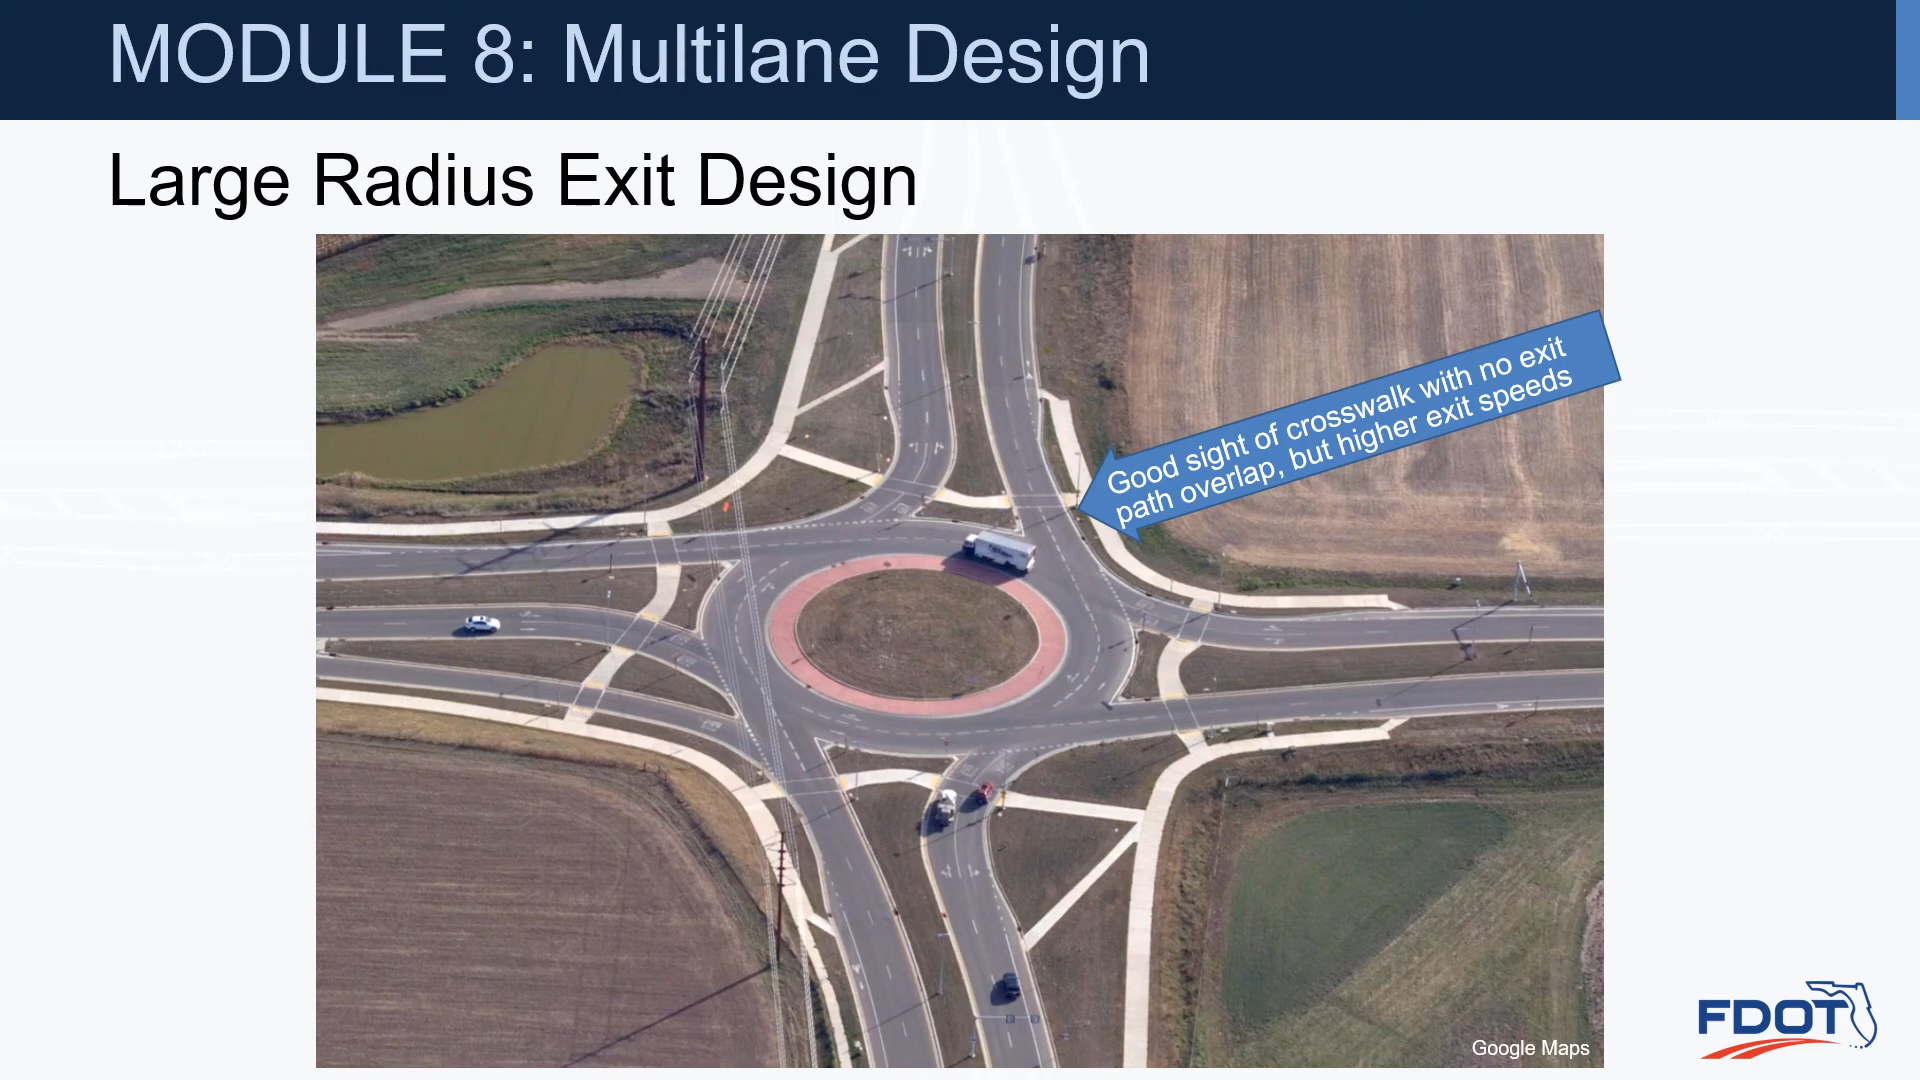 MODULE 8: Multilane Design
Large Radius Exit Design
Good sight of crosswalk with no exit
path overlap, but higher exit speeds
Google Maps
FDOT